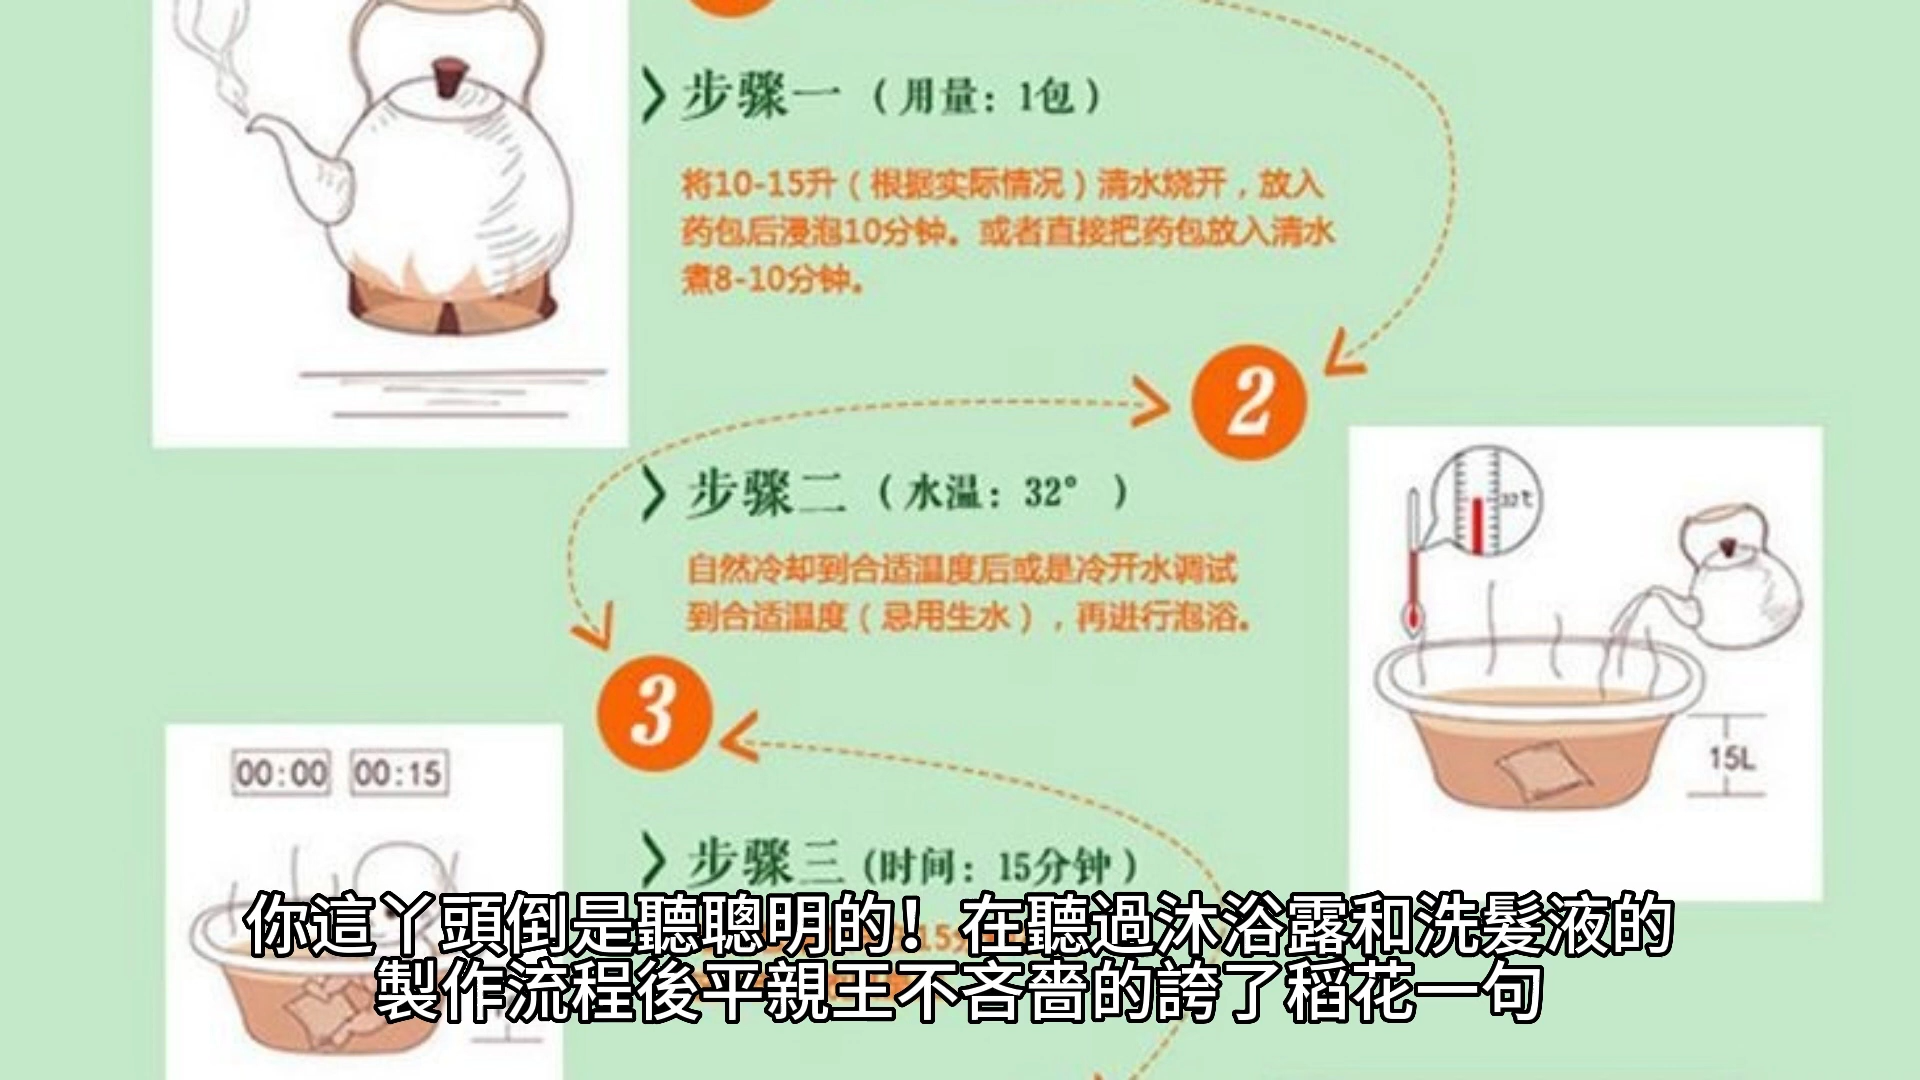 步骤一（用量：1包）
将10-15升（根据实际情况）清水烧开，放入
药包后浸泡10分钟。或者直接把药包放入清水
煮8-10分钟。
2
步骤二（水温：32°）
自然冷却到合适温度后或是冷开水调试
到合适温度（忌用生水），再进行泡浴。
32℃
15L
3
00:00 00:15
步骤三(时间：15分钟）
你這丫頭倒是聽聰明的！在聽過沐浴露和洗髮液的
製作流程後平親王不吝嗇的誇了稻花一句